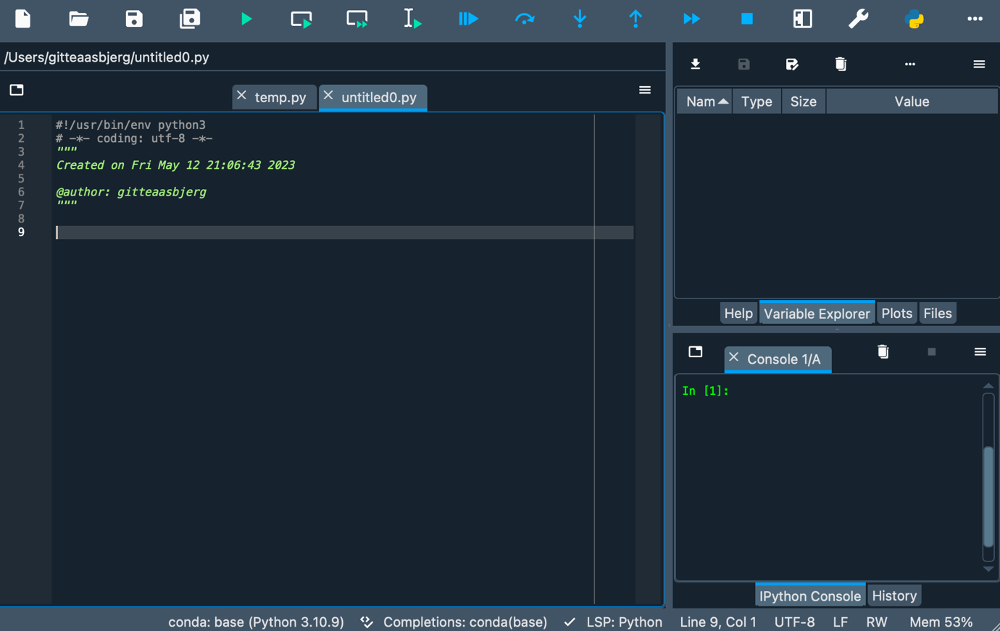 /Users/gitteaasbjerg/untitled0.py
temp.py
untitled0.py
1 #!/usr/bin/env python3
2 # -*- coding: utf-8 -*-
3 """
4 Created on Fri May 12 21:06:43 2023
5
6 @author: gitteaasbjerg
7 """
8
9
Nam Type Size Value
Help Variable Explorer Plots Files
Console 1/A
In [1]:
IPython Console History
conda: base (Python 3.10.9) Completions: conda(base) LSP: Python Line 9, Col 1 UTF-8 LF RW Mem 53%